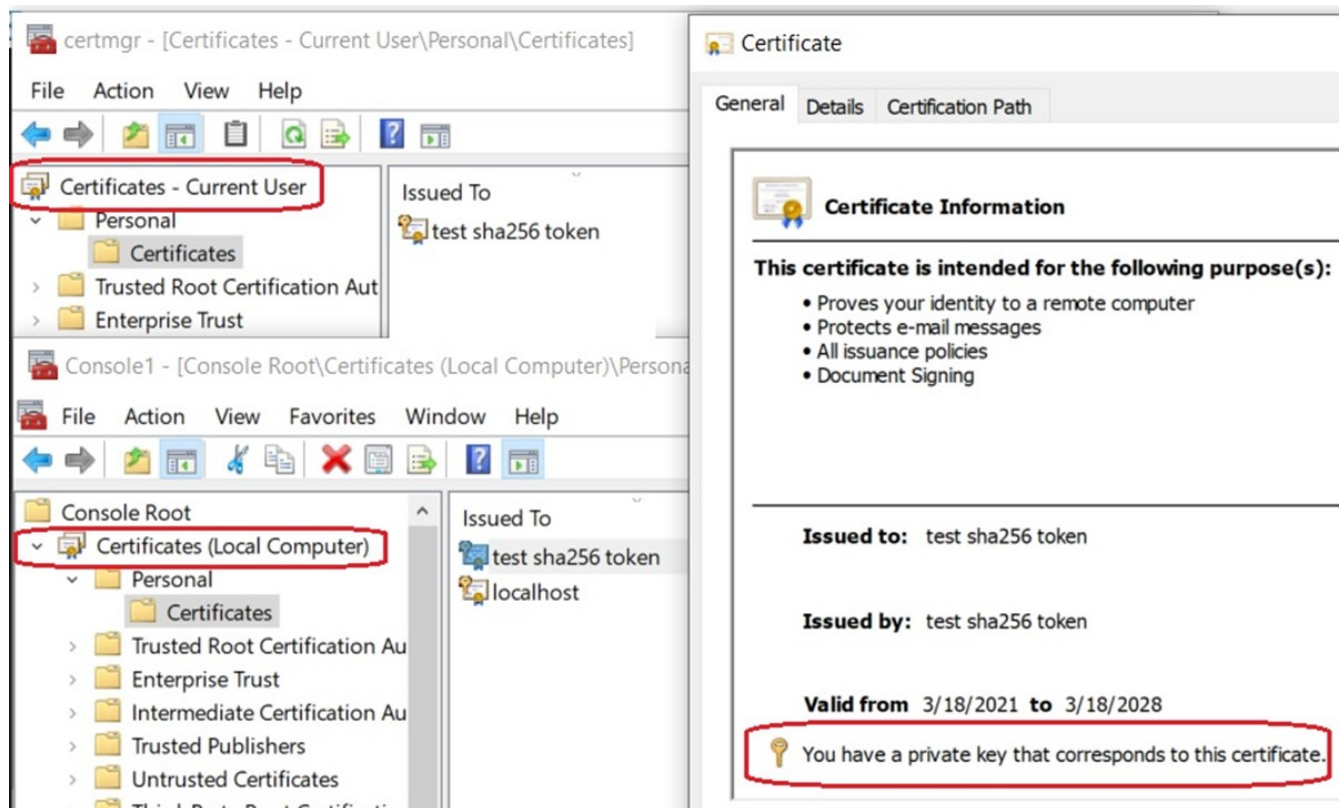 certmgr - [Certificates - Current User\Personal\Certificates]
File Action View Help
Certificates - Current User
Personal
Certificates
Trusted Root Certification Aut
Enterprise Trust
Issued To
test sha256 token
Console1 - [Console Root\Certificates (Local Computer)\Persona
File Action View Favorites Window Help
Console Root
Certificates (Local Computer)
Personal
Certificates
Trusted Root Certification Au
Enterprise Trust
Intermediate Certification Au
Trusted Publishers
Untrusted Certificates
Issued To
test sha256 token
localhost
Certificate
General Details Certification Path
Certificate Information
This certificate is intended for the following purpose(s):
• Proves your identity to a remote computer
• Protects e-mail messages
• All issuance policies
• Document Signing
Issued to: test sha256 token
Issued by: test sha256 token
Valid from 3/18/2021 to 3/18/2028
You have a private key that corresponds to this certificate.